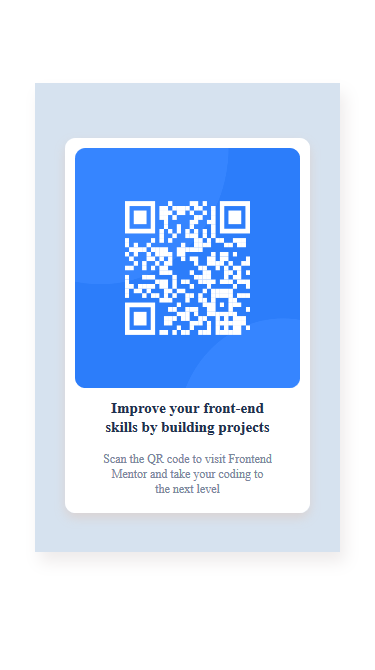 Improve your front-end
skills by building projects
Scan the QR code to visit Frontend
Mentor and take your coding to
the next level